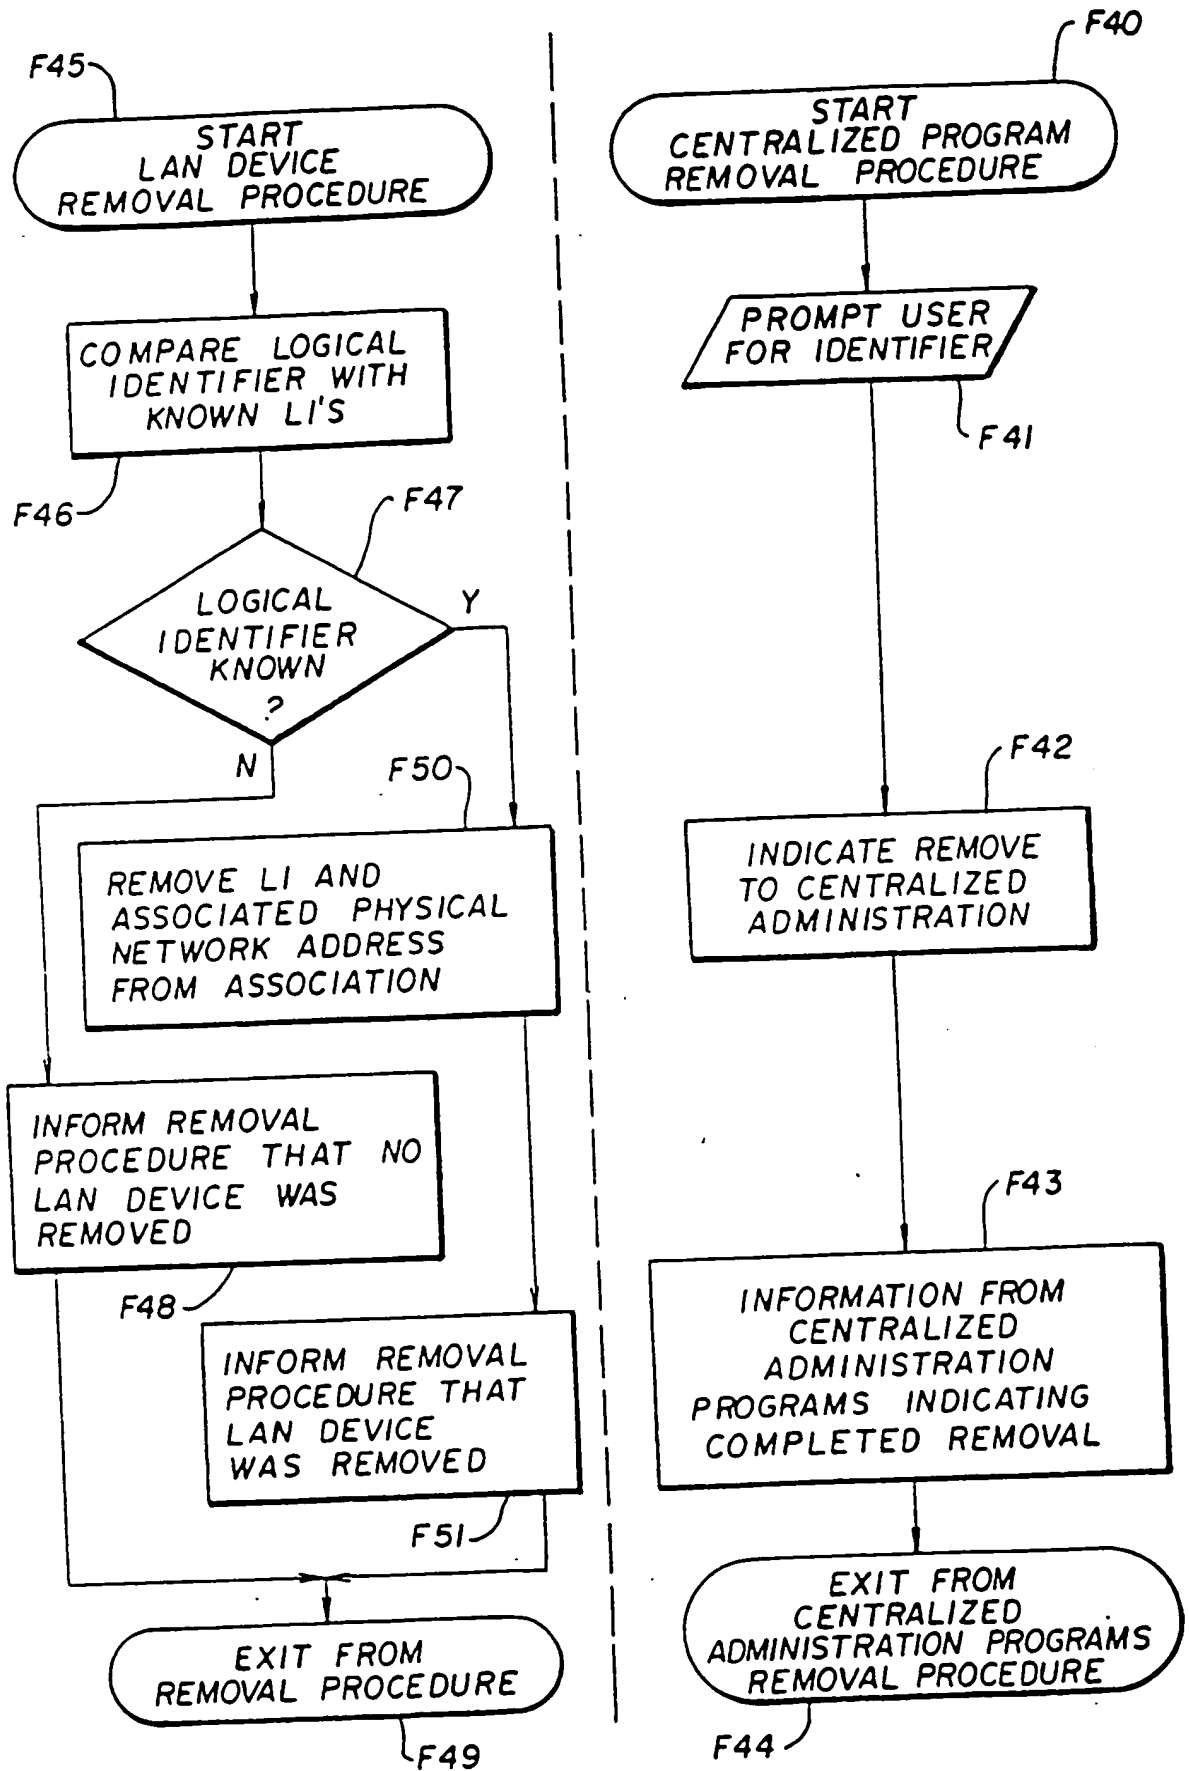 F45
START
LAN DEVICE
REMOVAL PROCEDURE
COMPARE LOGICAL
IDENTIFIER WITH
KNOWN LI'S
F46
F47
LOGICAL
IDENTIFIER
KNOWN
?
Y
N
F50
REMOVE LI AND
ASSOCIATED PHYSICAL
NETWORK ADDRESS
FROM ASSOCIATION
INFORM REMOVAL
PROCEDURE THAT NO
LAN DEVICE WAS
REMOVED
F48
INFORM REMOVAL
PROCEDURE THAT
LAN DEVICE
WAS REMOVED
F51
EXIT FROM
REMOVAL PROCEDURE
F49
F40
START
CENTRALIZED PROGRAM
REMOVAL PROCEDURE
PROMPT USER
FOR IDENTIFIER
F41
F42
INDICATE REMOVE
TO CENTRALIZED
ADMINISTRATION
F43
INFORMATION FROM
CENTRALIZED
ADMINISTRATION
PROGRAMS INDICATING
COMPLETED REMOVAL
EXIT FROM
CENTRALIZED
ADMINISTRATION PROGRAMS
REMOVAL PROCEDURE
F44